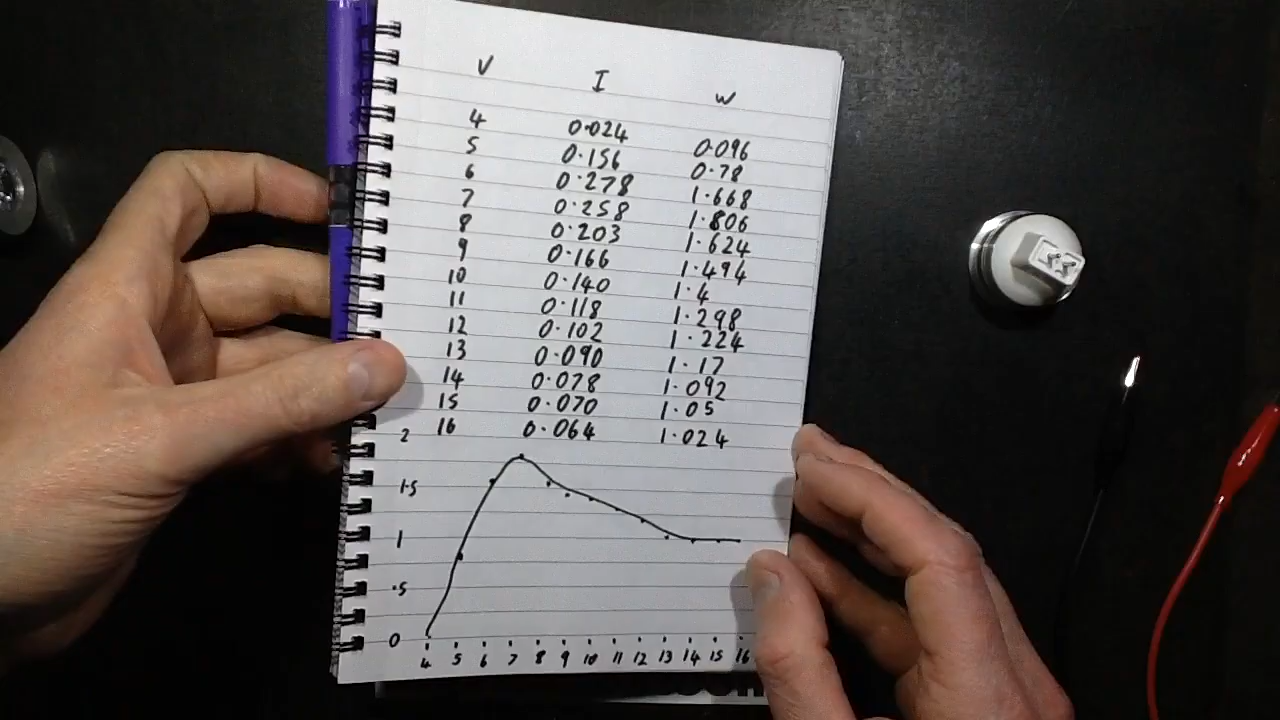 V I W
4 0.024 0.096
5 0.156 0.78
6 0.278 1.668
7 0.258 1.806
8 0.203 1.624
9 0.166 1.494
10 0.140 1.4
11 0.118 1.298
12 0.102 1.224
13 0.090 1.17
14 0.078 1.092
15 0.070 1.05
16 0.064 1.024
2
1.5
1
.5
0
4 5 6 7 8 9 10 11 12 13 14 15 16